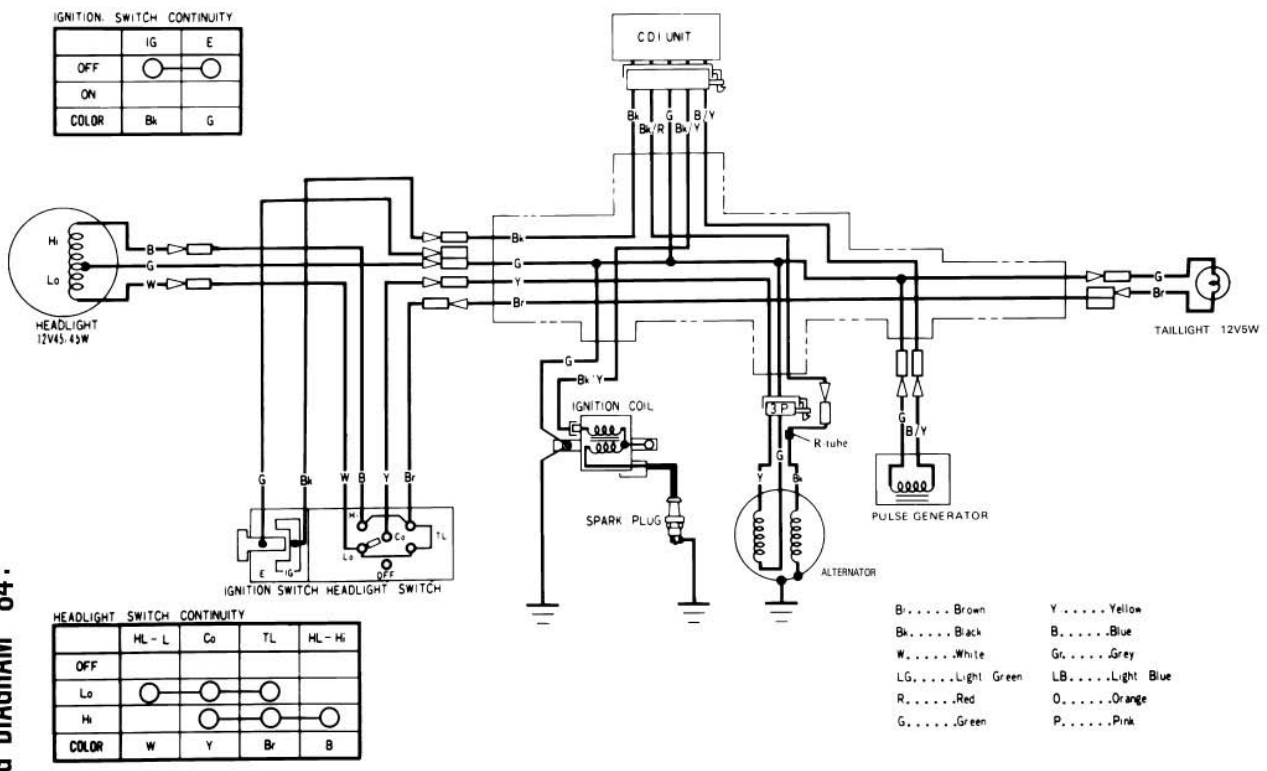 IGNITION. SWITCH CONTINUITY
IG E
OFF
ON
COLOR Bk G
CDI UNIT
Bk Bk/R G Bk/Y B/Y
Hi
Lo
HEADLIGHT
12V45/45W
B
G
W
Bk
G
Y
Br
G
Br
TAILLIGHT 12V5W
G
Bk/Y
IGNITION COIL
SPARK PLUG
3P
R-tube
G
Y Bk
ALTERNATOR
G
B/Y
PULSE GENERATOR
G Bk W B Y Br
Hi
Co TL
Lo
E IG OFF
IGNITION SWITCH HEADLIGHT SWITCH
HEADLIGHT SWITCH CONTINUITY
HL-L Co TL HL-Hi
OFF
Lo
Hi
COLOR W Y Br B
Br.....Brown
Bk.....Black
W......White
LG.....Light Green
R......Red
G......Green
Y.....Yellow
B......Blue
Gr.....Grey
LB.....Light Blue
O......Orange
P......Pink
DIAGRAM '84.